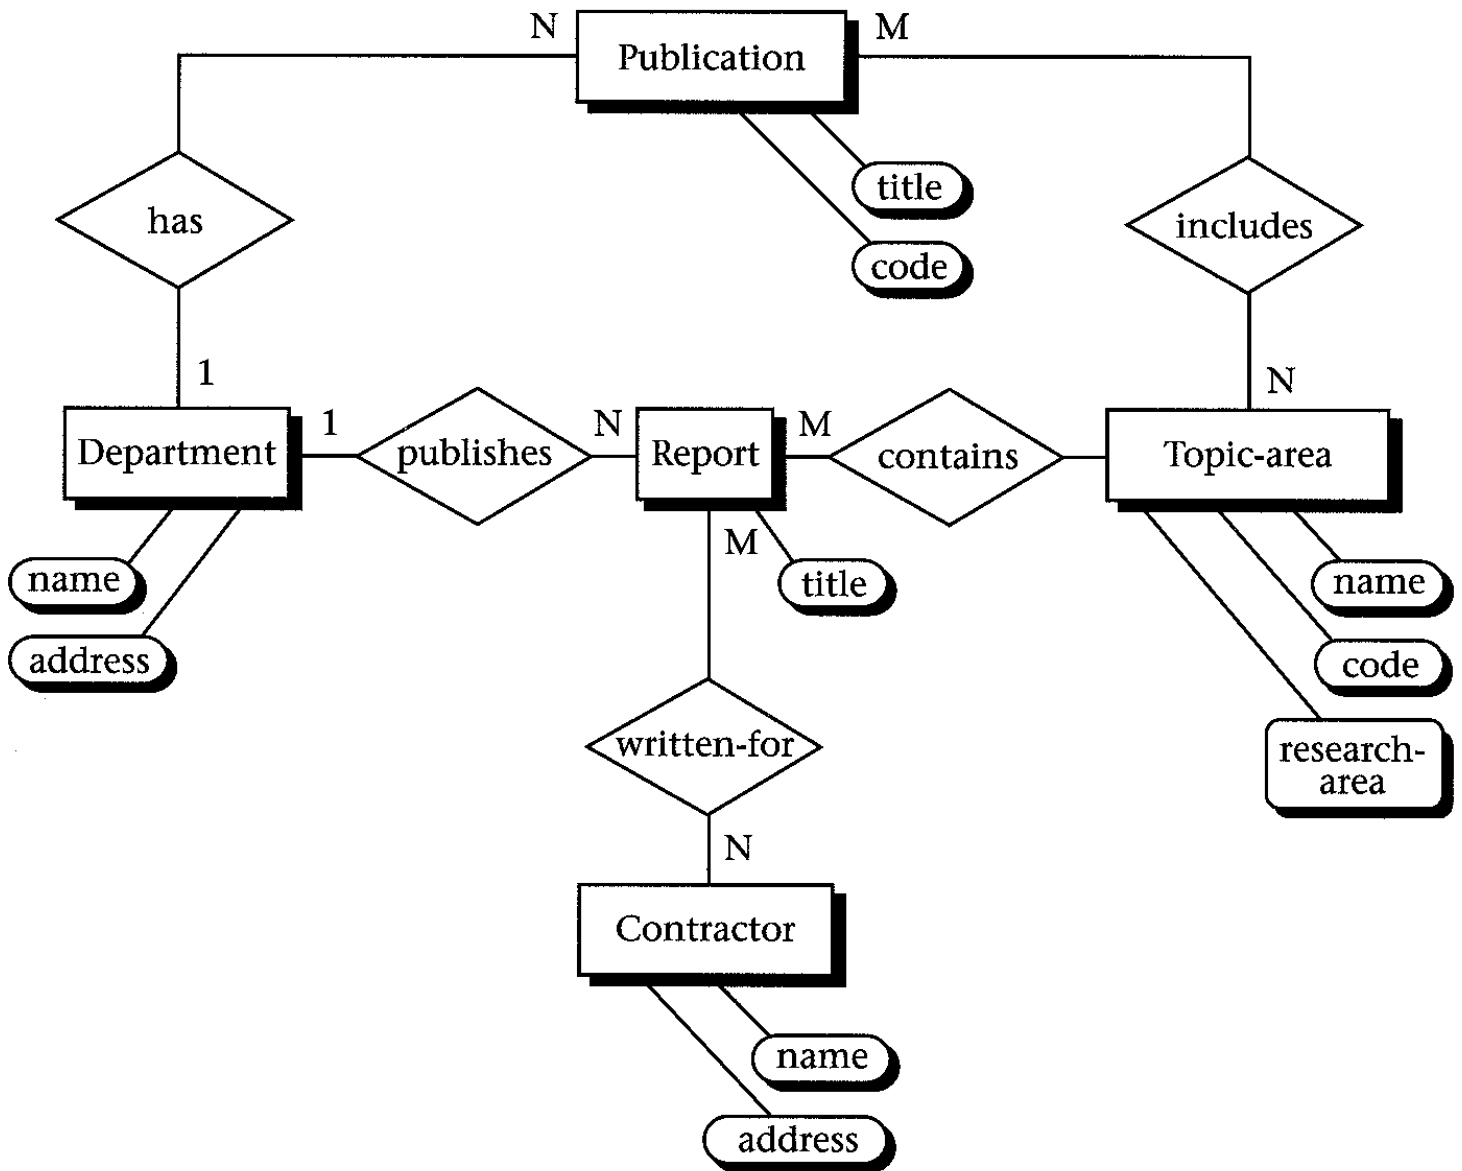 N
Publication
M
title
has
includes
code
1
N
Department
1
publishes
N
Report
M
contains
Topic-area
M
name
title
name
address
code
written-for
research-
area
N
Contractor
name
address